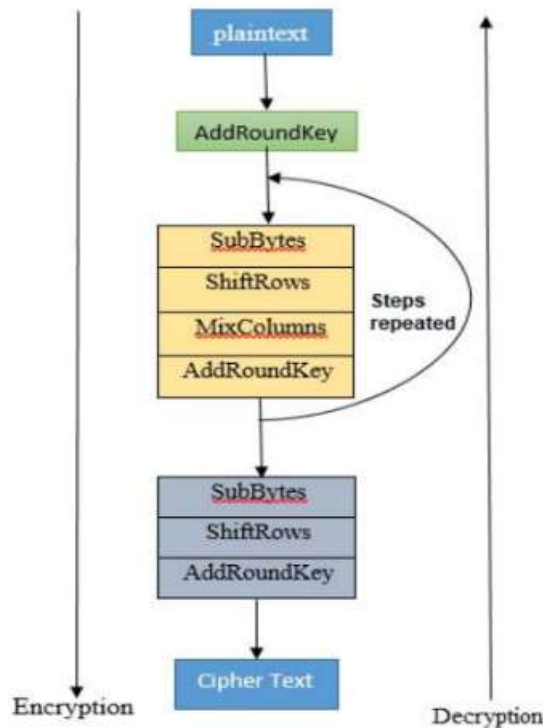 plaintext
AddRoundKey
SubBytes
ShiftRows
MixColumns
AddRoundKey
Steps
repeated
SubBytes
ShiftRows
AddRoundKey
Cipher Text
Encryption
Decryption